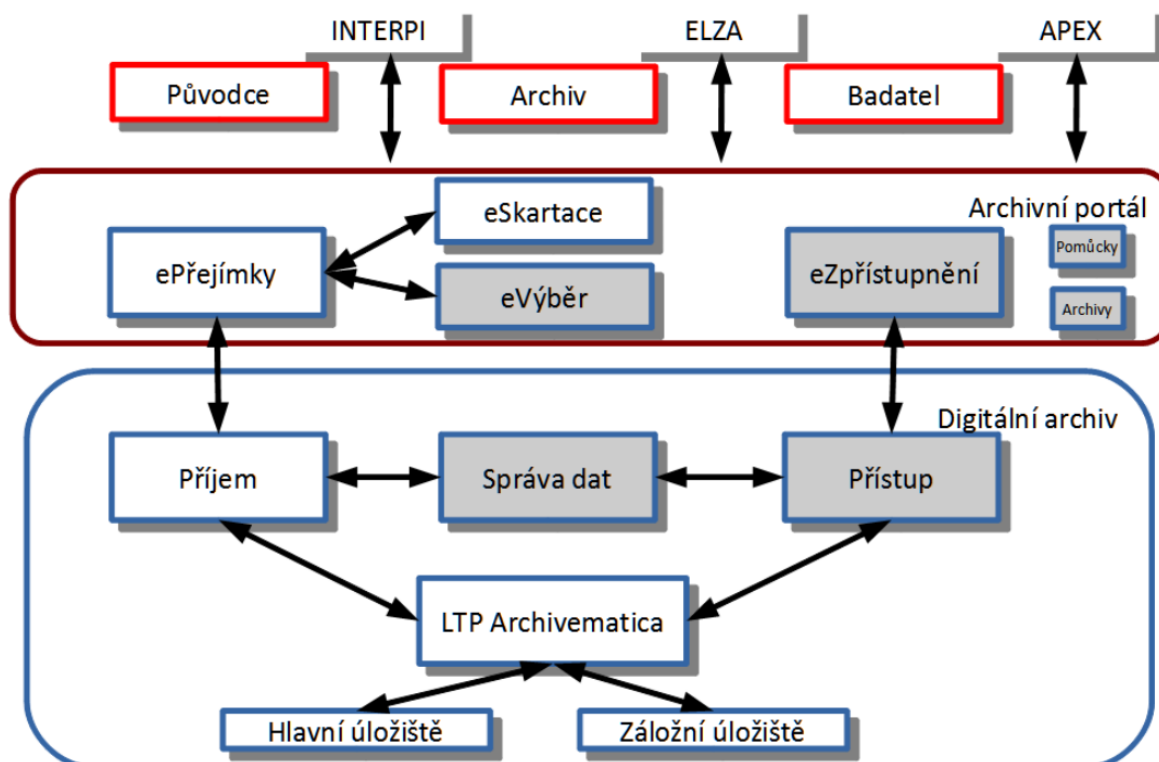 INTERPI
ELZA
APEX
Původce
Archiv
Badatel
Archivní portál
eSkartace
ePřejímky
eVýběr
eZpřístupnění
Pomůcky
Archivy
Digitální archiv
Příjem
Správa dat
Přístup
LTP Archivematica
Hlavní úložiště
Záložní úložiště